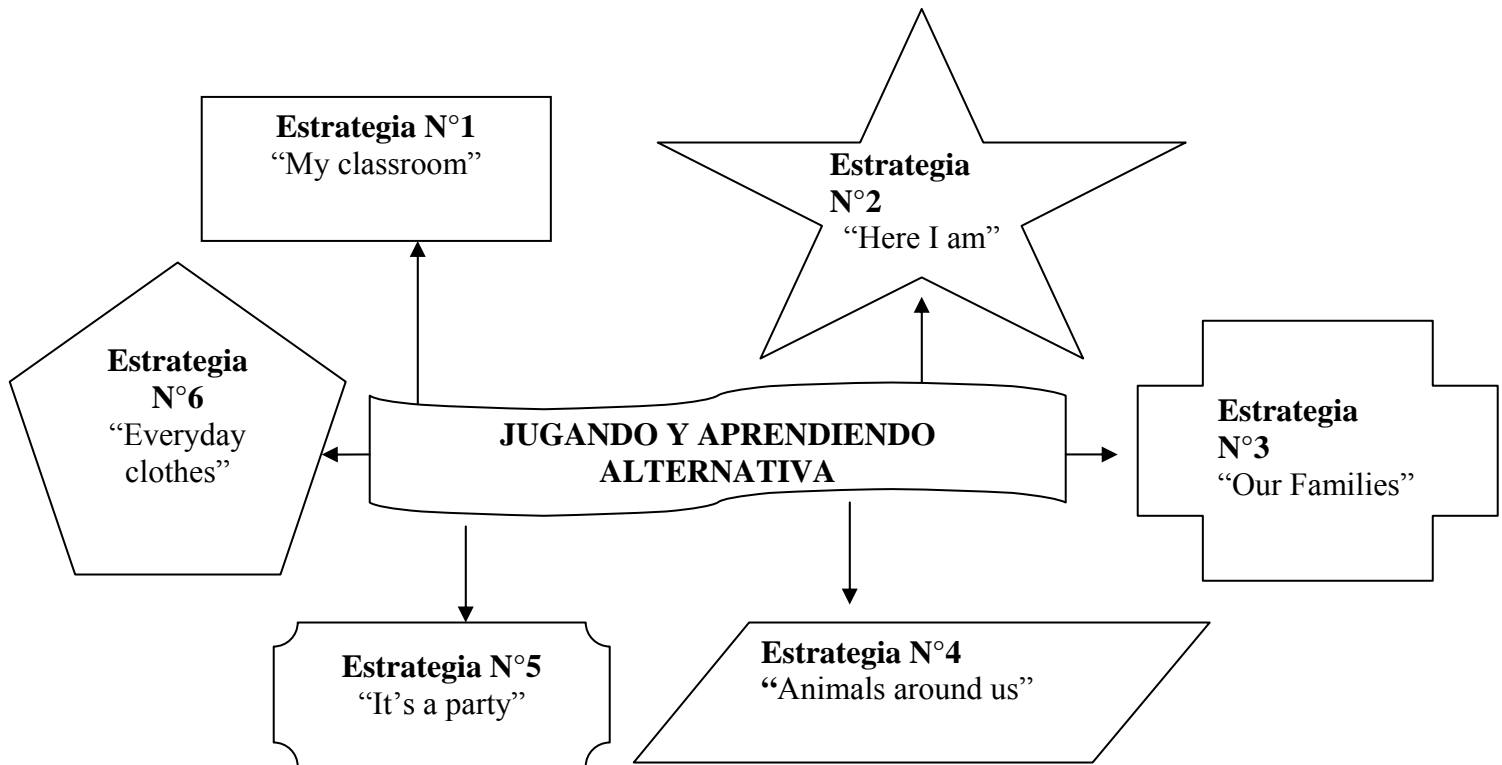 Estrategia N°1
“My classroom”
Estrategia
N°2
“Here I am”
Estrategia
N°6
“Everyday
clothes”
JUGANDO Y APRENDIENDO
ALTERNATIVA
Estrategia
N°3
“Our Families”
Estrategia N°5
“It’s a party”
Estrategia N°4
“Animals around us”